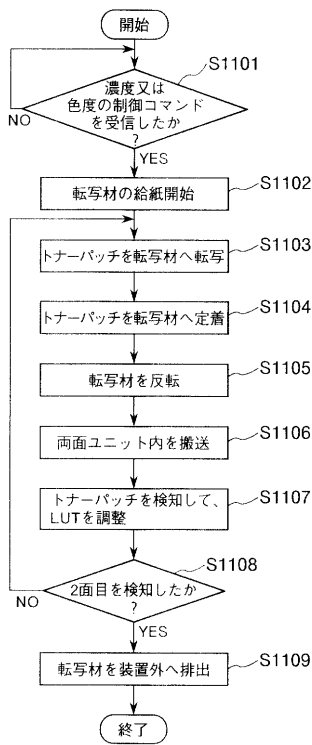 開始
S1101
濃度又は
色度の制御コマンド
を受信したか
?
NO
YES
転写材の給紙開始
S1102
トナーパッチを転写材へ転写
S1103
トナーパッチを転写材へ定着
S1104
転写材を反転
S1105
両面ユニット内を搬送
S1106
トナーパッチを検知して、
LUTを調整
S1107
2面目を検知したか
?
S1108
NO
YES
転写材を装置外へ排出
S1109
終了